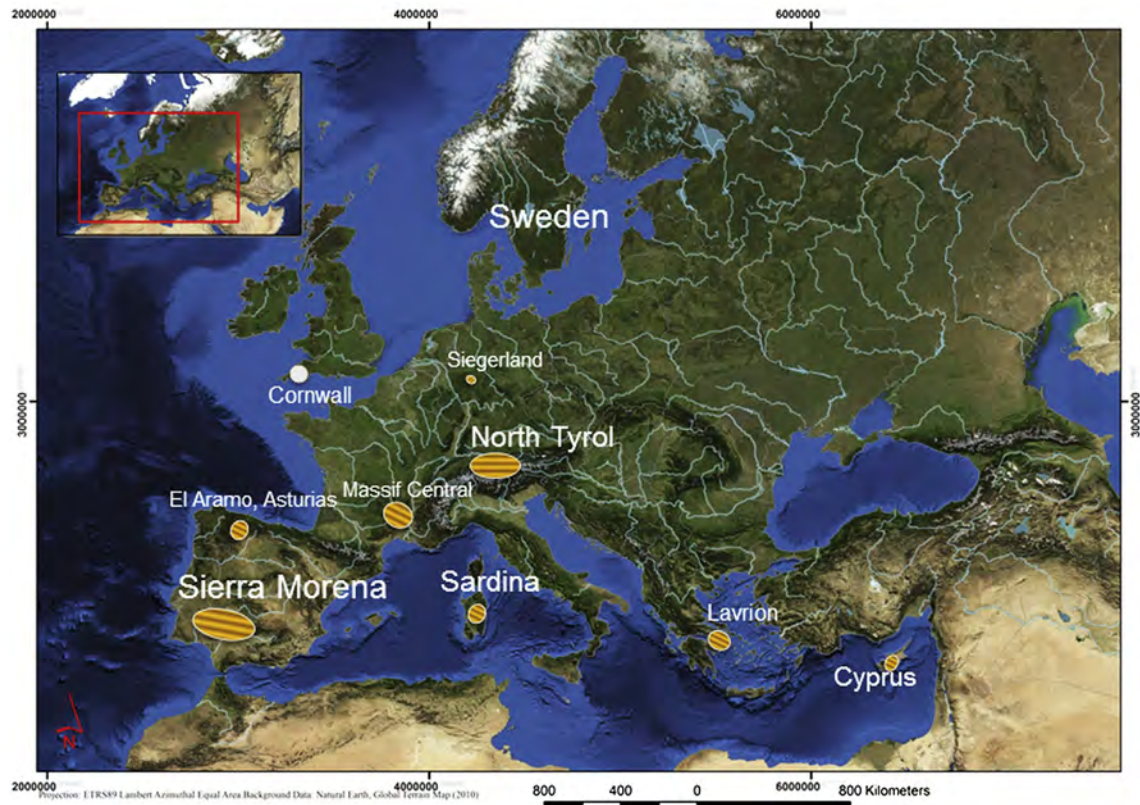 2000000
4000000
6000000
Sweden
Siegerland
Cornwall
3000000
3000000
North Tyrol
Massif Central
El Aramo, Asturias
Sierra Morena
Sardina
Lavrion
Cyprus
N
2000000
4000000
6000000
Projection: ETRS89 Lambert Azimuthal Equal Area Background Data: Natural Earth, Global Terrain Map (2010)
800 400 0 800 Kilometers